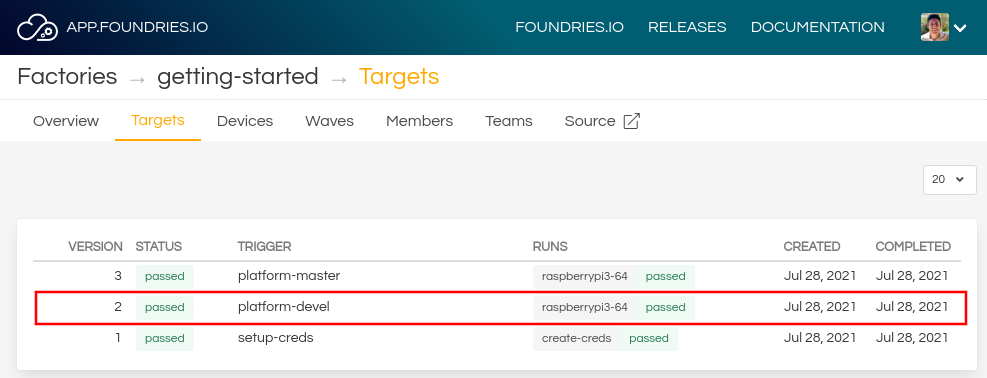 APP.FOUNDRIES.IO FOUNDRIES.IO RELEASES DOCUMENTATION
Factories → getting-started → Targets
Overview Targets Devices Waves Members Teams Source
20
VERSION STATUS TRIGGER RUNS CREATED COMPLETED
3 passed platform-master raspberrypi3-64 passed Jul 28, 2021 Jul 28, 2021
2 passed platform-devel raspberrypi3-64 passed Jul 28, 2021 Jul 28, 2021
1 passed setup-creds create-creds passed Jul 28, 2021 Jul 28, 2021